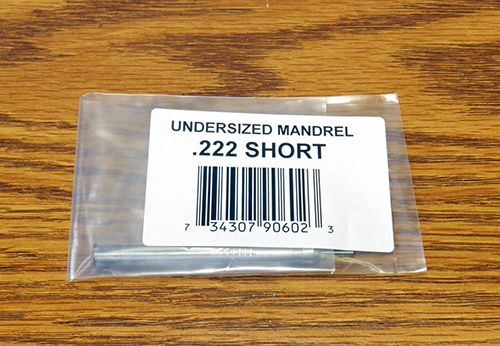 UNDERSIZED MANDREL
.222 SHORT
7 34307 90602 3